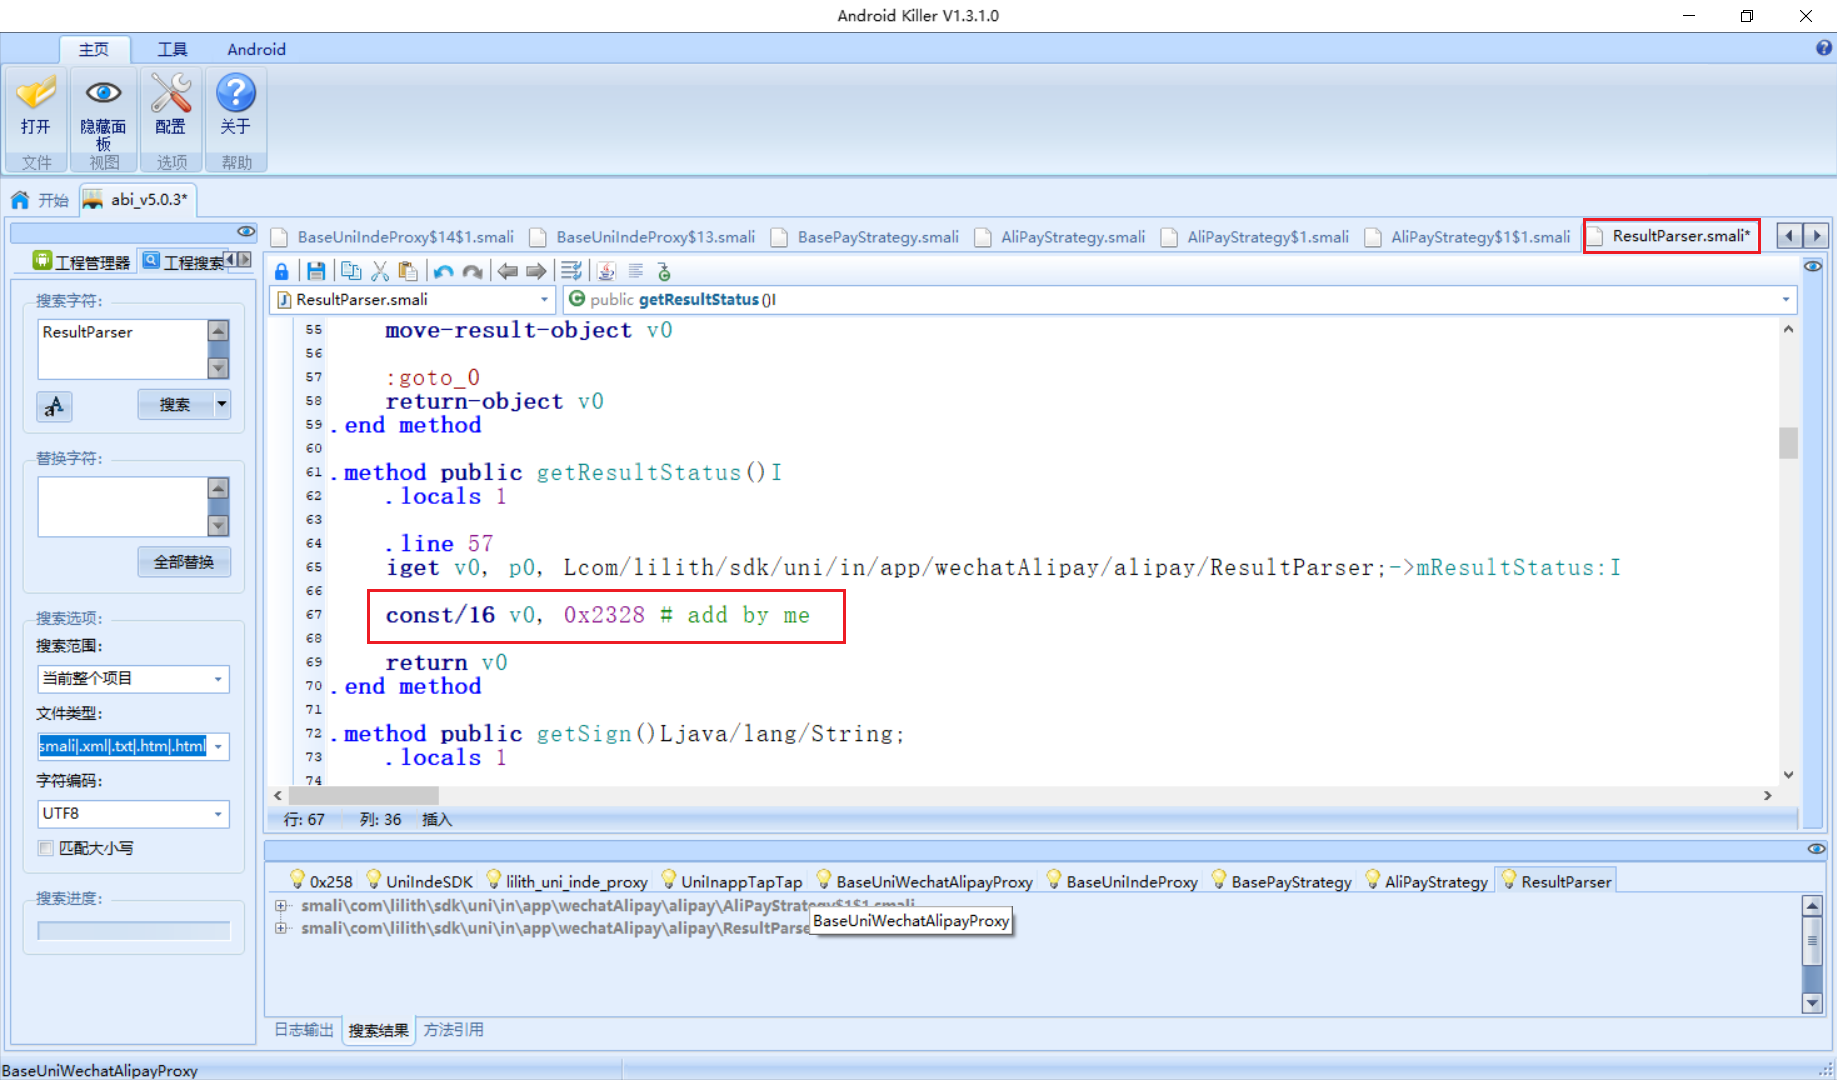 Android Killer V1.3.1.0
主页 工具 Android
打开 隐藏面板 配置 关于
文件 视图 选项 帮助
开始 abi_v5.0.3*
BaseUniIndeProxy$14$1.smali BaseUniIndeProxy$13.smali BasePayStrategy.smali AliPayStrategy.smali AliPayStrategy$1.smali AliPayStrategy$1$1.smali ResultParser.smali*
工程管理器 工程搜索
ResultParser.smali public getResultStatus()I
搜索字符:
ResultParser
搜索
替换字符:
全部替换
搜索选项:
搜索范围:
当前整个项目
文件类型:
smali|.xml|.txt|.htm|.html
字符编码:
UTF8
匹配大小写
搜索进度:
55 move-result-object v0
56
57 :goto_0
58 return-object v0
59 .end method
60
61 .method public getResultStatus()I
62 .locals 1
63
64 .line 57
65 iget v0, p0, Lcom/lilith/sdk/uni/in/app/wechatAlipay/alipay/ResultParser;->mResultStatus:I
66
67 const/16 v0, 0x2328 # add by me
68
69 return v0
70 .end method
71
72 .method public getSign()Ljava/lang/String;
73 .locals 1
74
行: 67 列: 36 插入
0x258 UniIndeSDK lilith_uni_inde_proxy UniInappTapTap BaseUniWechatAlipayProxy BaseUniIndeProxy BasePayStrategy AliPayStrategy ResultParser
smali\com\lilith\sdk\uni\in\app\wechatAlipay\alipay\AliPayStrategy$1$1.smali
smali\com\lilith\sdk\uni\in\app\wechatAlipay\alipay\ResultParse
BaseUniWechatAlipayProxy
日志输出 搜索结果 方法引用
BaseUniWechatAlipayProxy